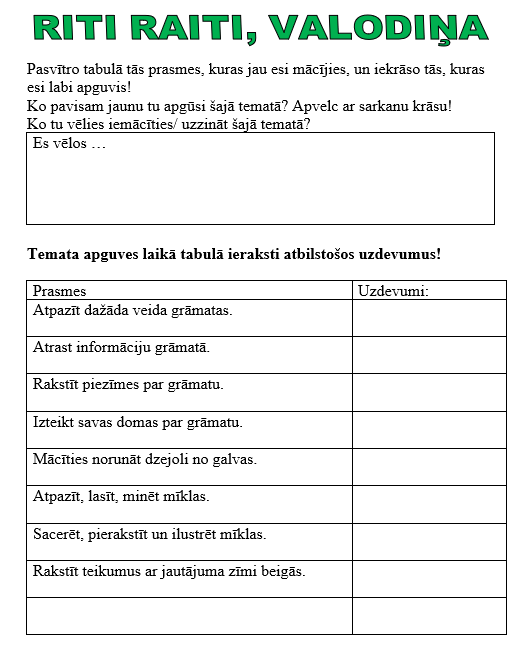 RITI RAITI, VALODIŅA
Pasvītro tabulā tās prasmes, kuras jau esi mācījies, un iekrāso tās, kuras
esi labi apguvis!
Ko pavisam jaunu tu apgūsi šajā tematā? Apvelc ar sarkanu krāsu!
Ko tu vēlies iemācīties/ uzzināt šajā tematā?
Es vēlos …
Temata apguves laikā tabulā ieraksti atbilstošos uzdevumus!
Prasmes Uzdevumi:
Atpazīt dažāda veida grāmatas.
Atrast informāciju grāmatā.
Rakstīt piezīmes par grāmatu.
Izteikt savas domas par grāmatu.
Mācīties norunāt dzejoli no galvas.
Atpazīt, lasīt, minēt mīklas.
Sacerēt, pierakstīt un ilustrēt mīklas.
Rakstīt teikumus ar jautājuma zīmi beigās.